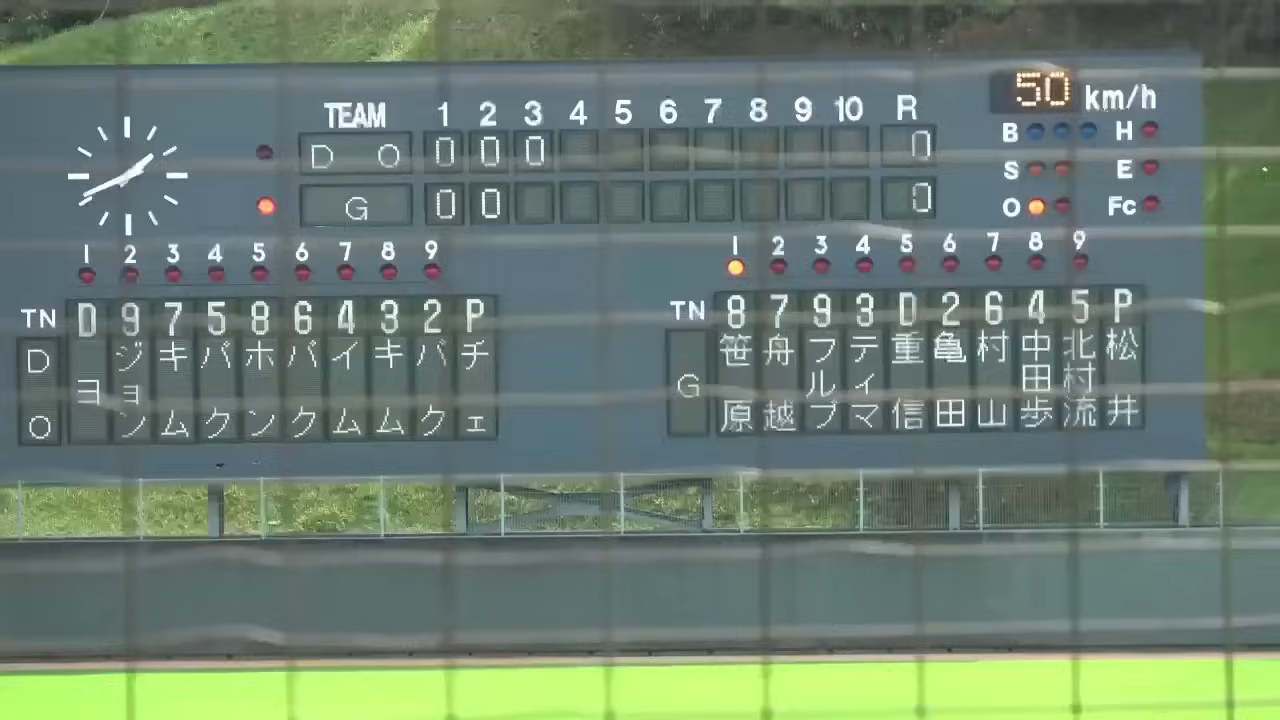 50 km/h
TEAM 1 2 3 4 5 6 7 8 9 10 R
D O 0 0 0 0
G 0 0 0
B H
S E
O Fc
1 2 3 4 5 6 7 8 9
TN D 9 7 5 8 6 4 3 2 P
DO ヨ ジョン キム パク ホン パク イム キム パク チェ
1 2 3 4 5 6 7 8 9
TN 8 7 9 3 D 2 6 4 5 P
G 笹原 舟越 フルプ ティマ 重信 亀田 村山 中田歩 北村流 松井